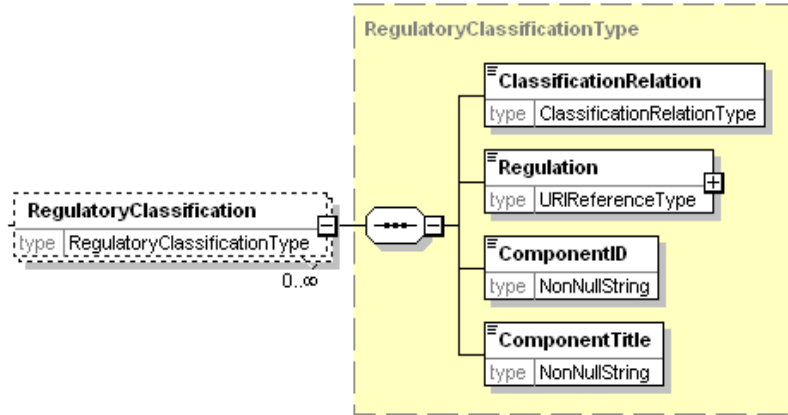 RegulatoryClassificationType
ClassificationRelation
type ClassificationRelationType
Regulation
type URIReferenceType
RegulatoryClassification
type RegulatoryClassificationType
0..∞
ComponentID
type NonNullString
ComponentTitle
type NonNullString